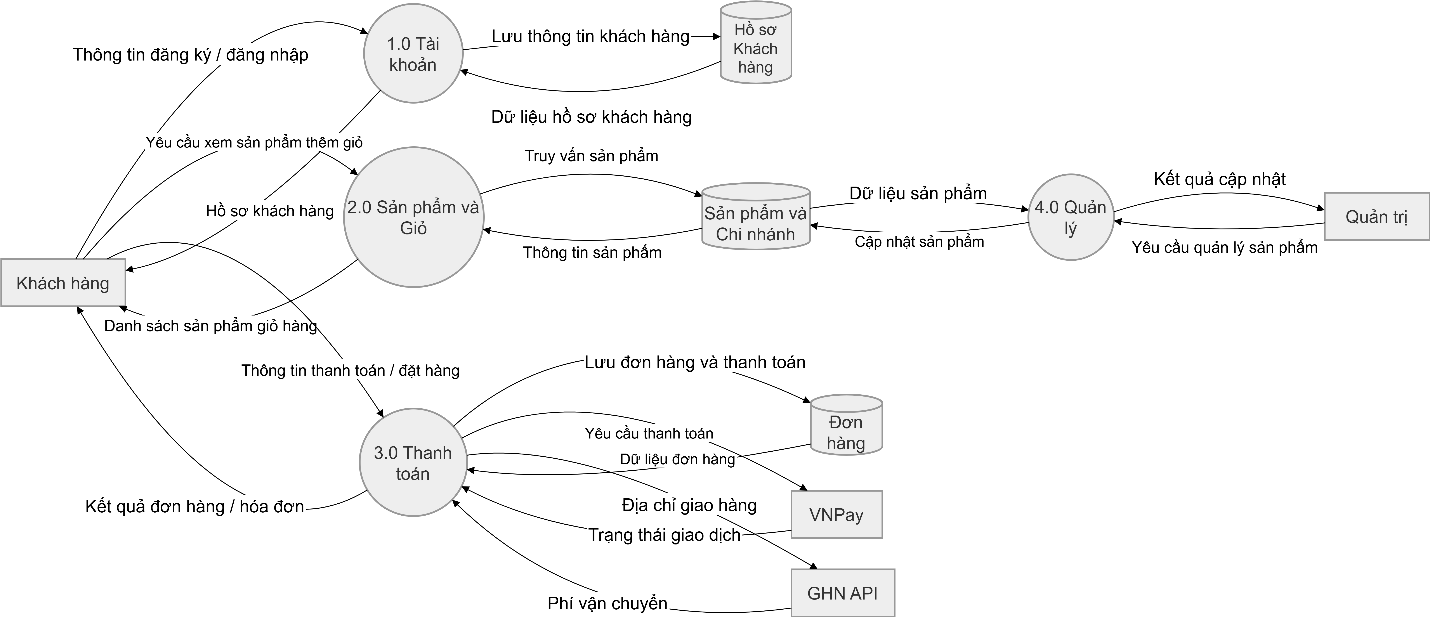 Thông tin đăng ký / đăng nhập
1.0 Tài
khoản
Lưu thông tin khách hàng
Hồ sơ
Khách
hàng
Dữ liệu hồ sơ khách hàng
Yêu cầu xem sản phẩm thêm giỏ
Hồ sơ khách hàng
2.0 Sản phẩm và
Giỏ
Truy vấn sản phẩm
Thông tin sản phẩm
Sản phẩm và
Chi nhánh
Dữ liệu sản phẩm
Cập nhật sản phẩm
4.0 Quản
lý
Kết quả cập nhật
Yêu cầu quản lý sản phẩm
Quản trị
Khách hàng
Danh sách sản phẩm giỏ hàng
Thông tin thanh toán / đặt hàng
Lưu đơn hàng và thanh toán
Đơn
hàng
Yêu cầu thanh toán
Dữ liệu đơn hàng
3.0 Thanh
toán
Kết quả đơn hàng / hóa đơn
Địa chỉ giao hàng
VNPay
Trạng thái giao dịch
GHN API
Phí vận chuyển